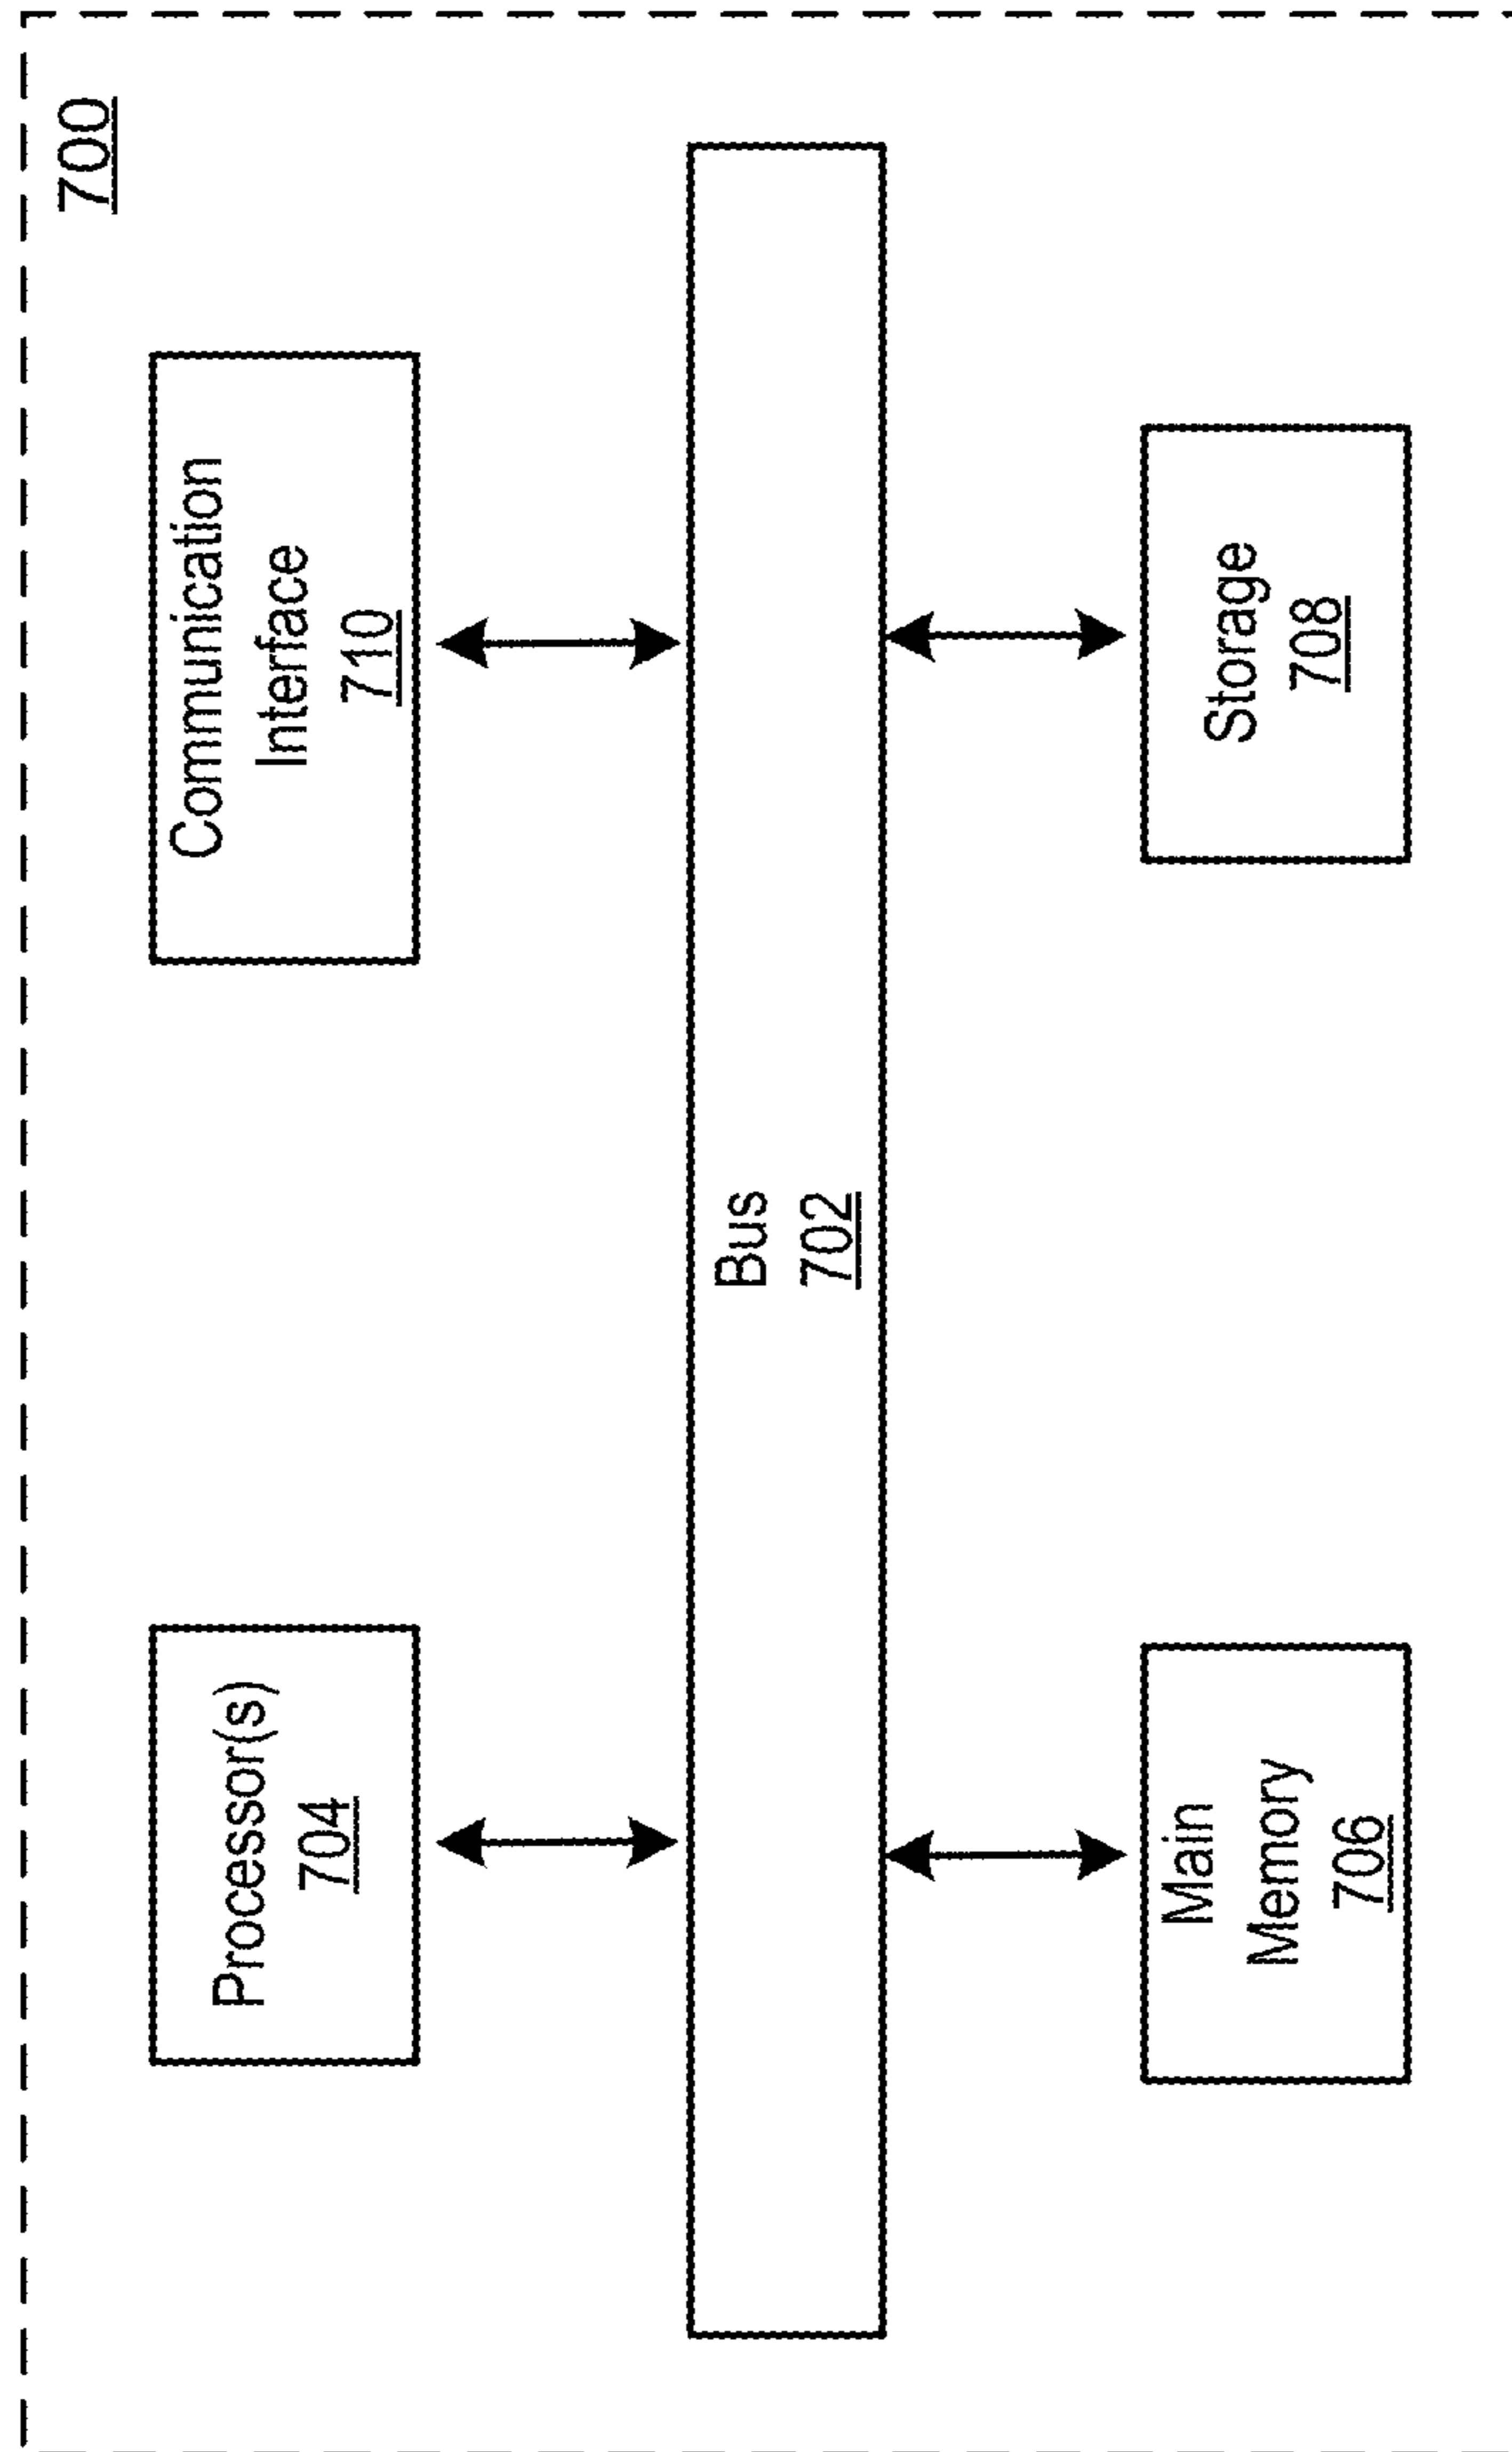 700
Processor(s)
704
Communication
Interface
710
Bus
702
Main
Memory
706
Storage
708